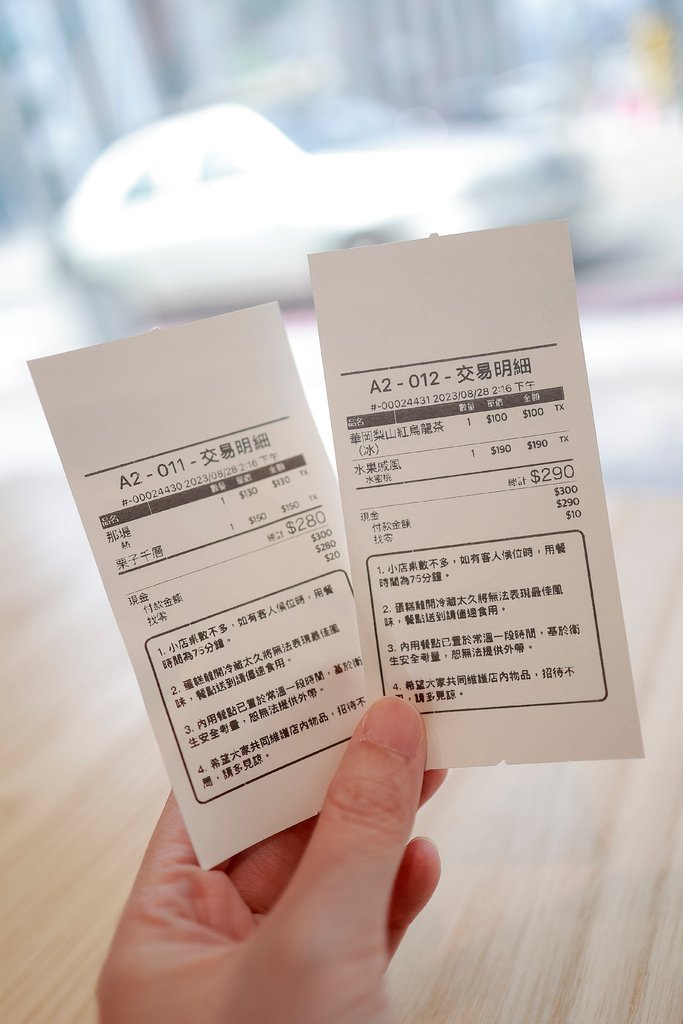 A2 - 011 - 交易明細
#-00024430 2023/08/28 2:16 下午
品名 數量 單價 金額
那堤 1 $130 $130 TX
熱
栗子千層 1 $150 $150 TX
總計 $280
現金 $300
付款金額 $280
找零 $20
1. 小店桌數不多，如有客人候位時，用餐
時間為75分鐘。
2. 蛋糕離開冷藏太久將無法表現最佳風
味，餐點送到請儘速食用。
3. 內用餐點已置於常溫一段時間，基於衛
生安全考量，恕無法提供外帶。
4. 希望大家共同維護店內物品，招待不
周，請多見諒。
A2 - 012 - 交易明細
#-00024431 2023/08/28 2:16 下午
品名 數量 單價 金額
華岡梨山紅烏龍茶 1 $100 $100 TX
（冰）
水果戚風 1 $190 $190 TX
水蜜桃
總計 $290
現金 $300
付款金額 $290
找零 $10
1. 小店桌數不多，如有客人候位時，用餐
時間為75分鐘。
2. 蛋糕離開冷藏太久將無法表現最佳風
味，餐點送到請儘速食用。
3. 內用餐點已置於常溫一段時間，基於衛
生安全考量，恕無法提供外帶。
4. 希望大家共同維護店內物品，招待不
周，請多見諒。